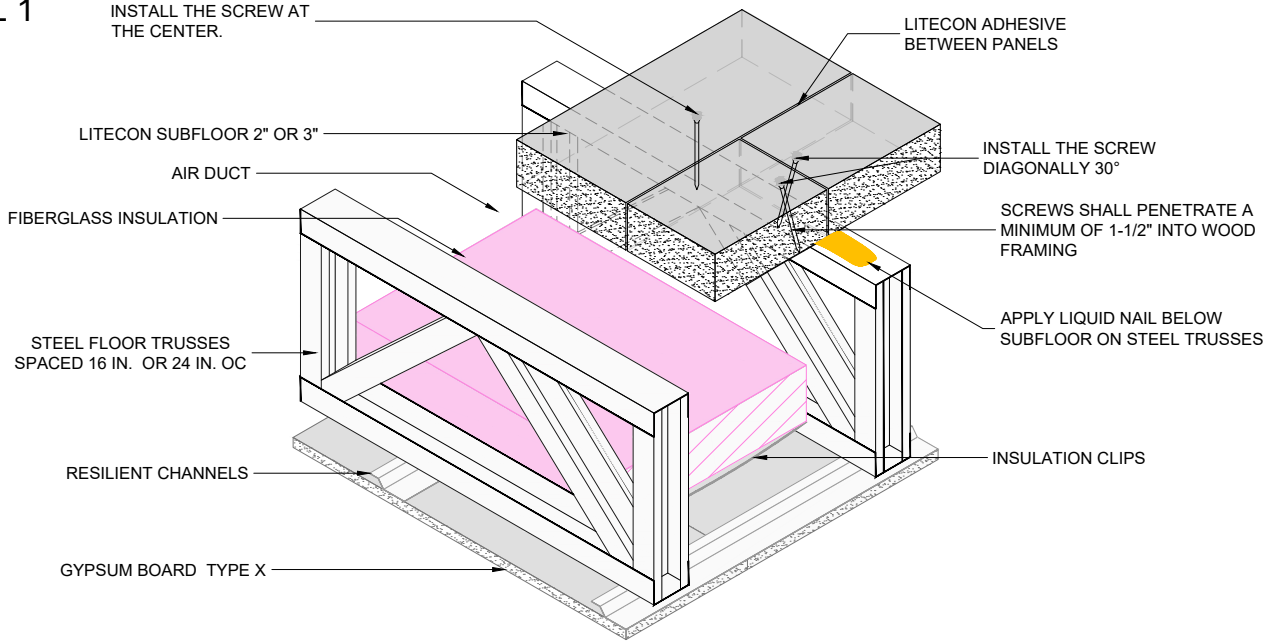 L 1
INSTALL THE SCREW AT
THE CENTER.
LITECON ADHESIVE
BETWEEN PANELS
LITECON SUBFLOOR 2" OR 3"
INSTALL THE SCREW
DIAGONALLY 30°
AIR DUCT
SCREWS SHALL PENETRATE A
MINIMUM OF 1-1/2" INTO WOOD
FRAMING
FIBERGLASS INSULATION
APPLY LIQUID NAIL BELOW
SUBFLOOR ON STEEL TRUSSES
STEEL FLOOR TRUSSES
SPACED 16 IN. OR 24 IN. OC
RESILIENT CHANNELS
INSULATION CLIPS
GYPSUM BOARD TYPE X